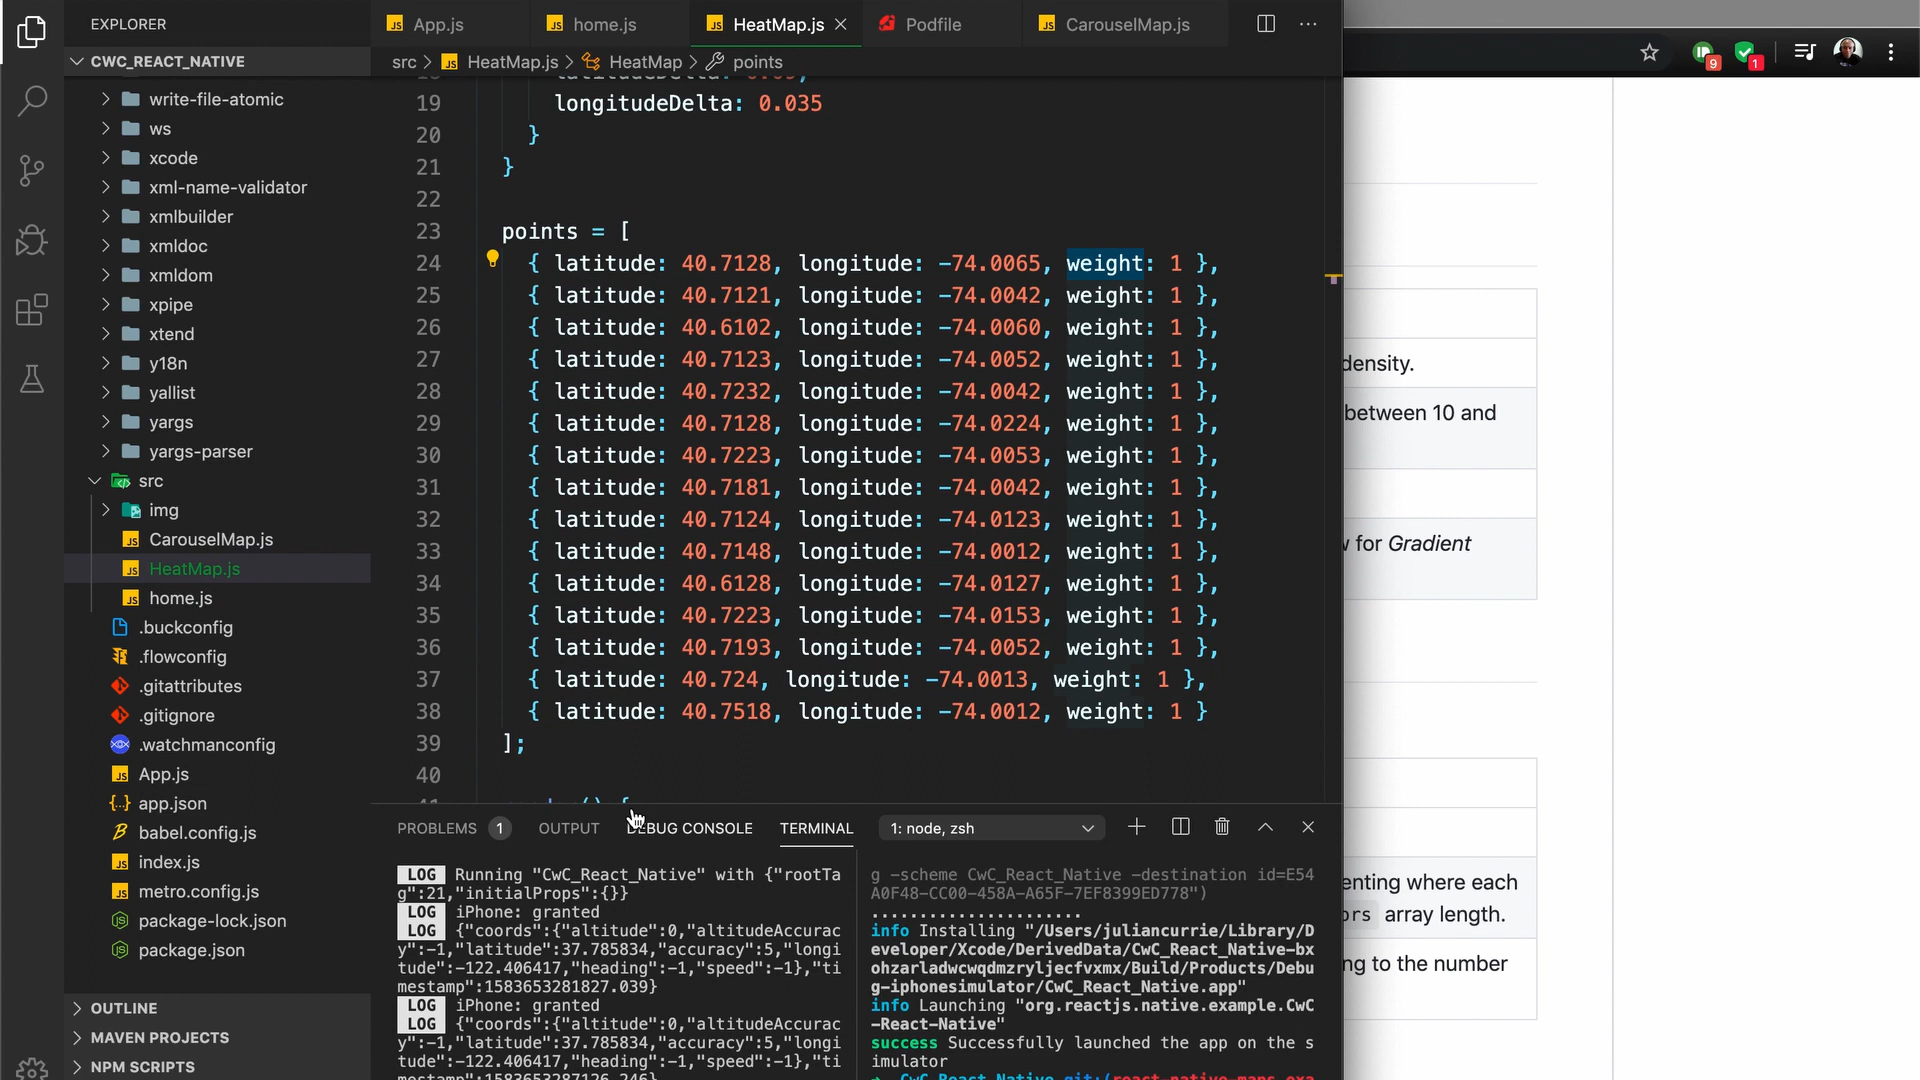 EXPLORER
CWC_REACT_NATIVE
write-file-atomic
ws
xcode
xml-name-validator
xmlbuilder
xmldoc
xmldom
xpipe
xtend
y18n
yallist
yargs
yargs-parser
src
img
CarouselMap.js
HeatMap.js
home.js
.buckconfig
.flowconfig
.gitattributes
.gitignore
.watchmanconfig
App.js
app.json
babel.config.js
index.js
metro.config.js
package-lock.json
package.json
OUTLINE
MAVEN PROJECTS
NPM SCRIPTS
App.js home.js HeatMap.js Podfile CarouselMap.js
src > HeatMap.js > HeatMap > points
19 longitudeDelta: 0.035
20 }
21 }
22
23 points = [
24 { latitude: 40.7128, longitude: -74.0065, weight: 1 },
25 { latitude: 40.7121, longitude: -74.0042, weight: 1 },
26 { latitude: 40.6102, longitude: -74.0060, weight: 1 },
27 { latitude: 40.7123, longitude: -74.0052, weight: 1 },
28 { latitude: 40.7232, longitude: -74.0042, weight: 1 },
29 { latitude: 40.7128, longitude: -74.0224, weight: 1 },
30 { latitude: 40.7223, longitude: -74.0053, weight: 1 },
31 { latitude: 40.7181, longitude: -74.0042, weight: 1 },
32 { latitude: 40.7124, longitude: -74.0123, weight: 1 },
33 { latitude: 40.7148, longitude: -74.0012, weight: 1 },
34 { latitude: 40.6128, longitude: -74.0127, weight: 1 },
35 { latitude: 40.7223, longitude: -74.0153, weight: 1 },
36 { latitude: 40.7193, longitude: -74.0052, weight: 1 },
37 { latitude: 40.724, longitude: -74.0013, weight: 1 },
38 { latitude: 40.7518, longitude: -74.0012, weight: 1 }
39 ];
40
PROBLEMS 1 OUTPUT DEBUG CONSOLE TERMINAL 1: node, zsh
LOG Running "CwC_React_Native" with {"rootTa
g":21,"initialProps":{}}
LOG iPhone: granted
LOG {"coords":{"altitude":0,"altitudeAccurac
y":-1,"latitude":37.785834,"accuracy":5,"longi
tude":-122.406417,"heading":-1,"speed":-1},"ti
mestamp":1583653281827.039}
LOG iPhone: granted
LOG {"coords":{"altitude":0,"altitudeAccurac
y":-1,"latitude":37.785834,"accuracy":5,"longi
tude":-122.406417,"heading":-1,"speed":-1},"ti
mestamp":1583653287126.246}
g -scheme CwC_React_Native -destination id=E54
A0F48-CC00-458A-A65F-7EF8399ED778")
......................
info Installing "/Users/juliancurrie/Library/D
eveloper/Xcode/DerivedData/CwC_React_Native-bx
ohzarladwcwqdmzryljecfvxmx/Build/Products/Debu
g-iphonesimulator/CwC_React_Native.app"
info Launching "org.reactjs.native.example.CwC
-React-Native"
success Successfully launched the app on the s
imulator
9
1
density.
between 10 and
for Gradient
enting where each
ors array length.
ng to the number